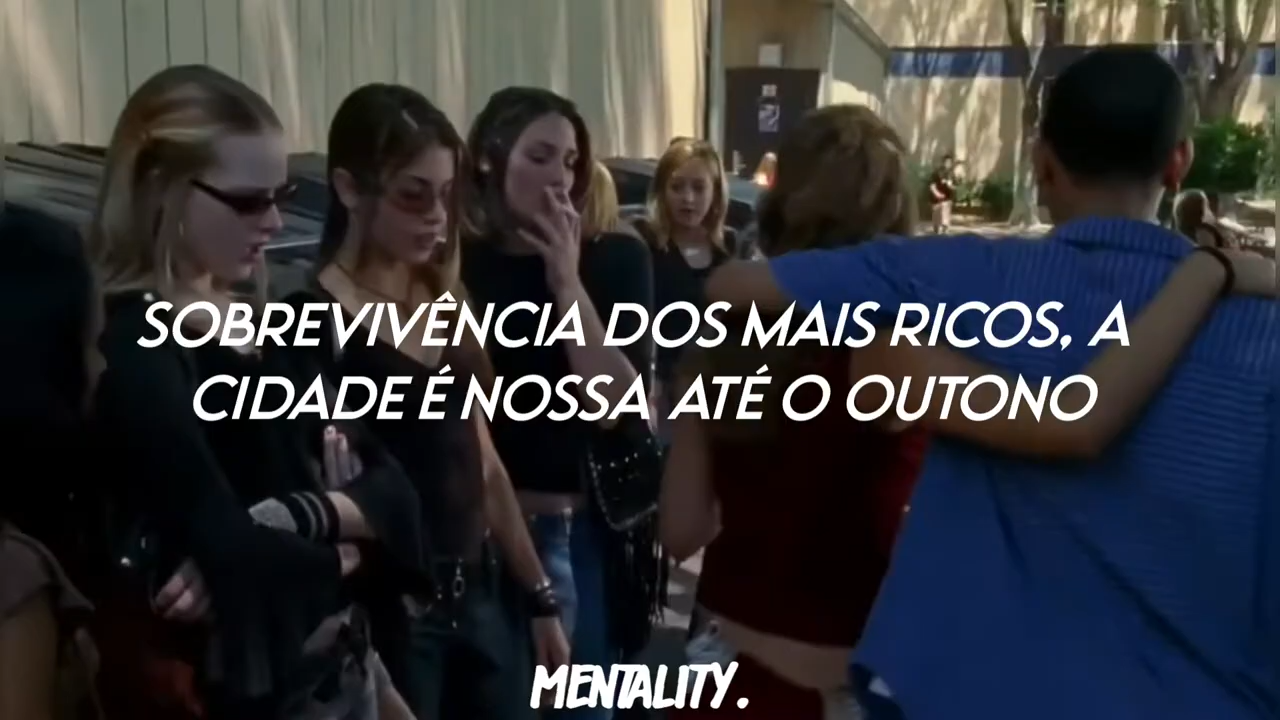 SOBREVIVÊNCIA DOS MAIS RICOS, A
CIDADE É NOSSA ATÉ O OUTONO
MENTALITY.